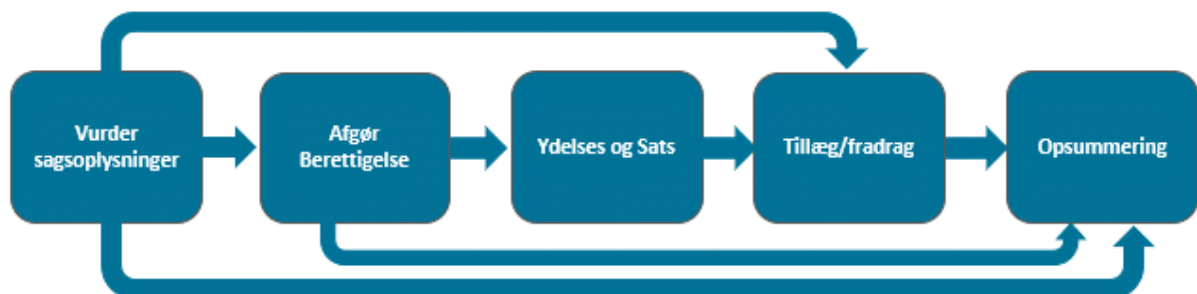 Vurder
sagsoplysninger
Afgør
Berettigelse
Ydelses og Sats
Tillæg/fradrag
Opsummering